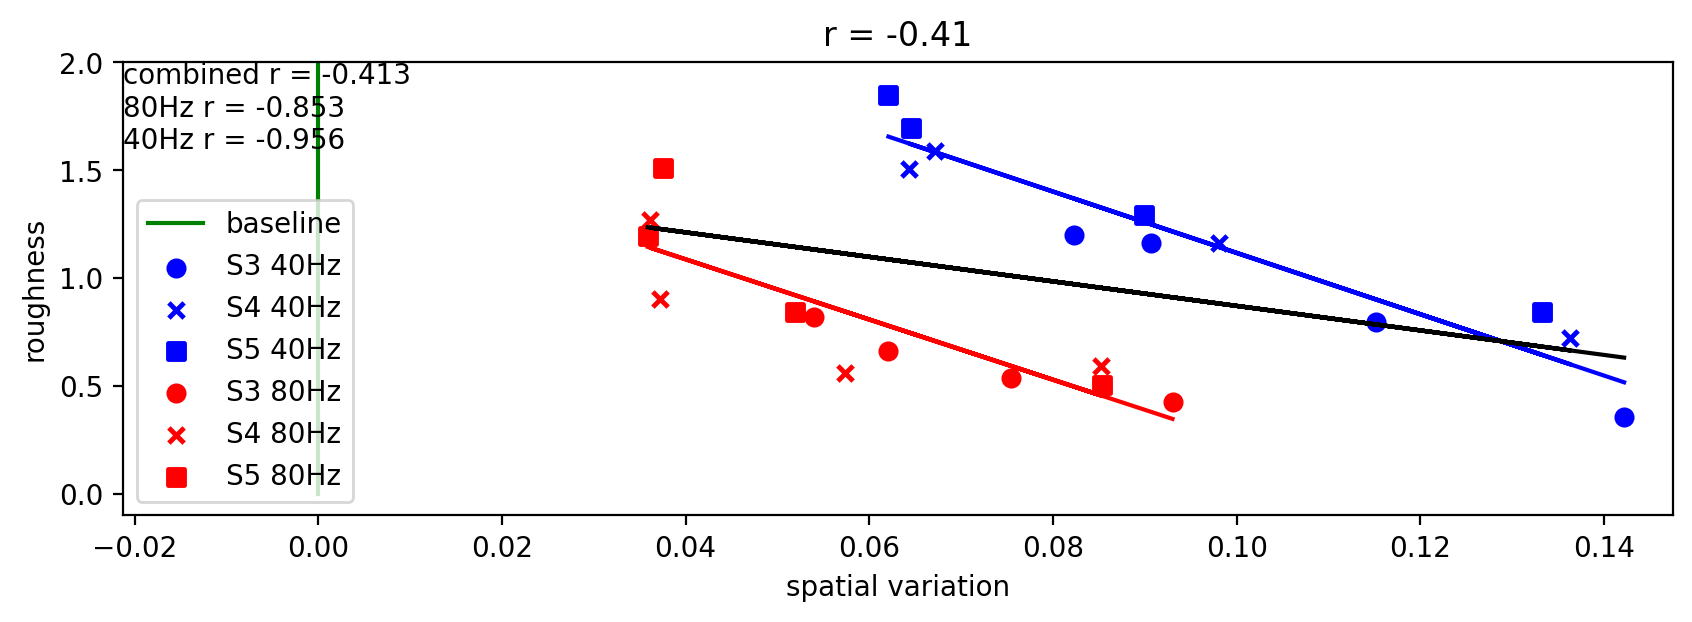 r = -0.41
combined r = -0.413
80Hz r = -0.853
40Hz r = -0.956
2.0
1.5
1.0
0.5
0.0
roughness
baseline
S3 40Hz
S4 40Hz
S5 40Hz
S3 80Hz
S4 80Hz
S5 80Hz
−0.02 0.00 0.02 0.04 0.06 0.08 0.10 0.12 0.14
spatial variation